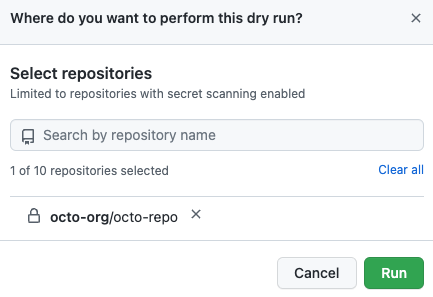 Where do you want to perform this dry run?
Select repositories
Limited to repositories with secret scanning enabled
Search by repository name
1 of 10 repositories selected
Clear all
octo-org/octo-repo
Cancel
Run